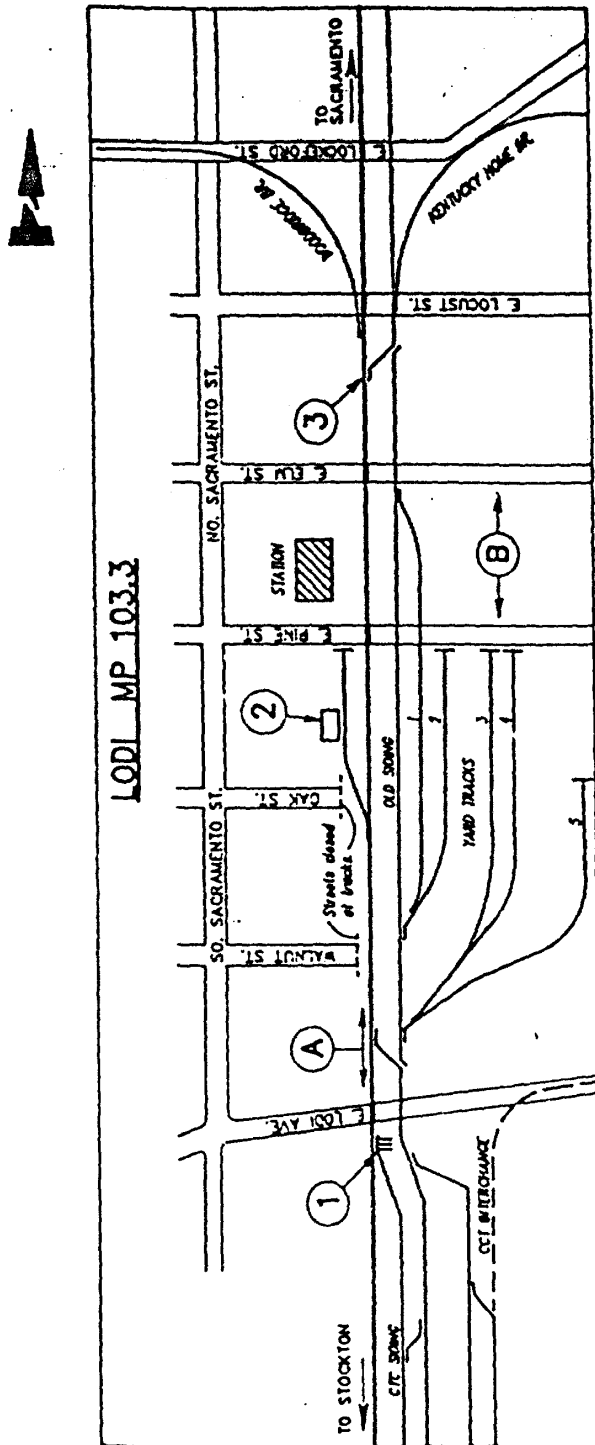 LODI MP 103.3
NO. SACRAMENTO ST.
SO. SACRAMENTO ST.
TO
SACRAMENTO
E. LOCKEFORD ST.
WOODBRIDGE BR.
KENTUCKY HOME BR.
E. LOCUST ST.
3
E. ELM ST.
STATION
B
E. PINE ST.
2
OAK ST.
Streets closed
at tracks
WALNUT ST.
OLD SIDING
1
2
3
4
YARD TRACKS
5
A
E. LODI AVE.
1
CCT INTERCHANGE
CTC SIDING
TO STOCKTON